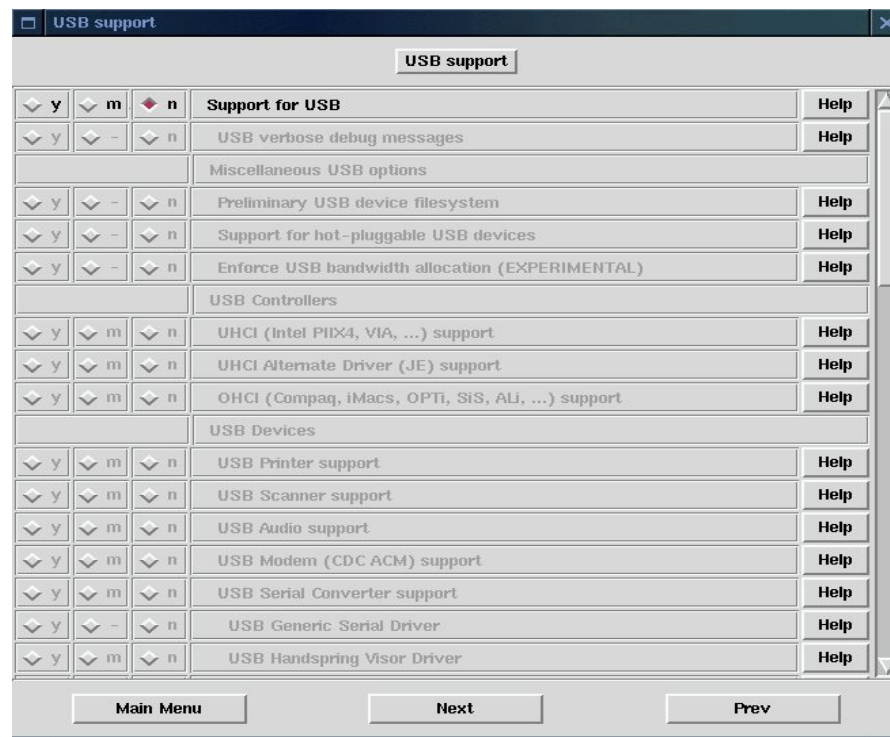 USB support
USB support
y m n Support for USB Help
y - n USB verbose debug messages Help
Miscellaneous USB options
y - n Preliminary USB device filesystem Help
y - n Support for hot-pluggable USB devices Help
y - n Enforce USB bandwidth allocation (EXPERIMENTAL) Help
USB Controllers
y m n UHCI (Intel PIIX4, VIA, ...) support Help
y m n UHCI Alternate Driver (JE) support Help
y m n OHCI (Compaq, iMacs, OPTi, SiS, ALi, ...) support Help
USB Devices
y m n USB Printer support Help
y m n USB Scanner support Help
y m n USB Audio support Help
y m n USB Modem (CDC ACM) support Help
y m n USB Serial Converter support Help
y - n USB Generic Serial Driver Help
y m n USB Handspring Visor Driver Help
Main Menu Next Prev